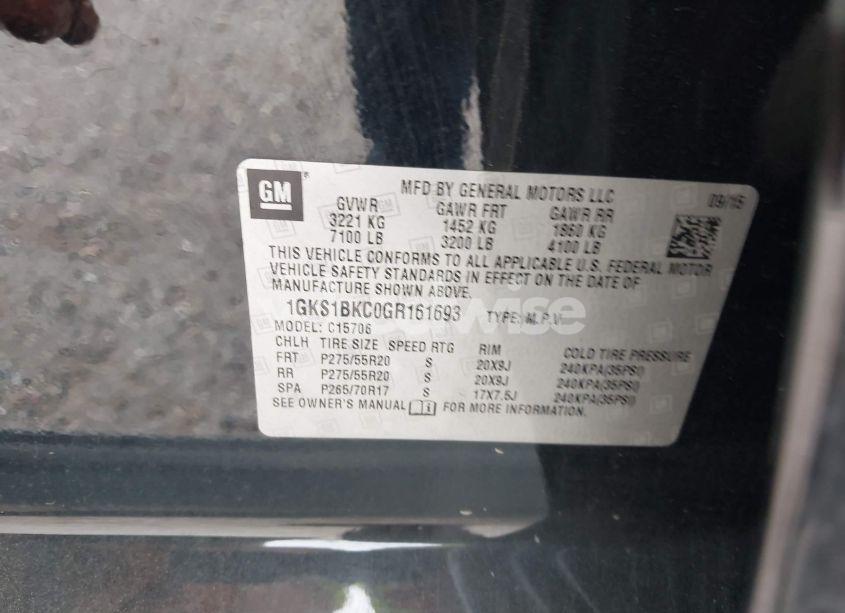 GM
MFD BY GENERAL MOTORS LLC 09/15
GVWR GAWR FRT GAWR RR
3221 KG 1452 KG 1860 KG
7100 LB 3200 LB 4100 LB
THIS VEHICLE CONFORMS TO ALL APPLICABLE U.S. FEDERAL MOTOR
VEHICLE SAFETY STANDARDS IN EFFECT ON THE DATE OF
MANUFACTURE SHOWN ABOVE.
1GKS1BKC0GR161693 TYPE: M.P.V.
MODEL: C15706
CHLH TIRE SIZE SPEED RTG RIM COLD TIRE PRESSURE
FRT P275/55R20 S 20X9J 240KPA(35PSI)
RR P275/55R20 S 20X9J 240KPA(35PSI)
SPA P265/70R17 S 17X7.5J 240KPA(35PSI)
SEE OWNER'S MANUAL FOR MORE INFORMATION.